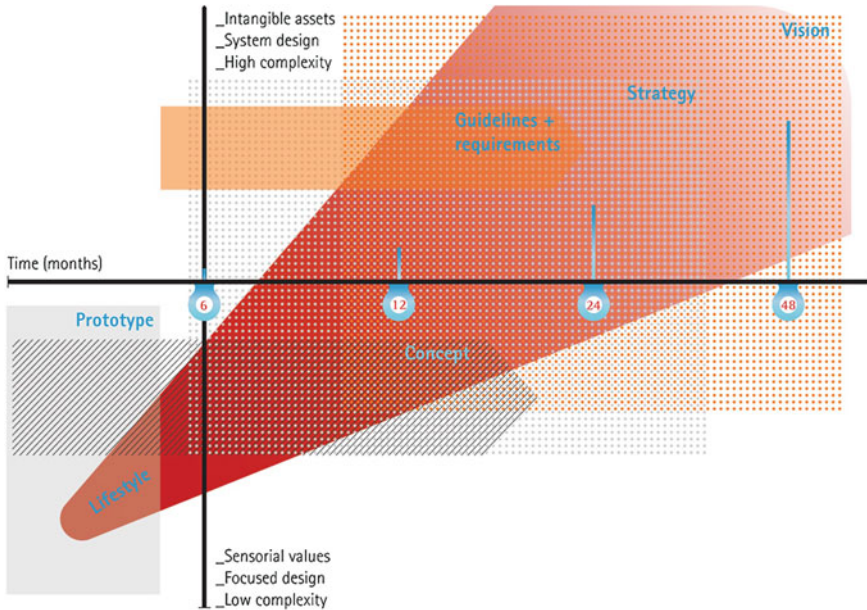 _Intangible assets
_System design
_High complexity
Vision
Strategy
Guidelines +
requirements
Time (months)
6
12
24
48
Prototype
Concept
Lifestyle
_Sensorial values
_Focused design
_Low complexity